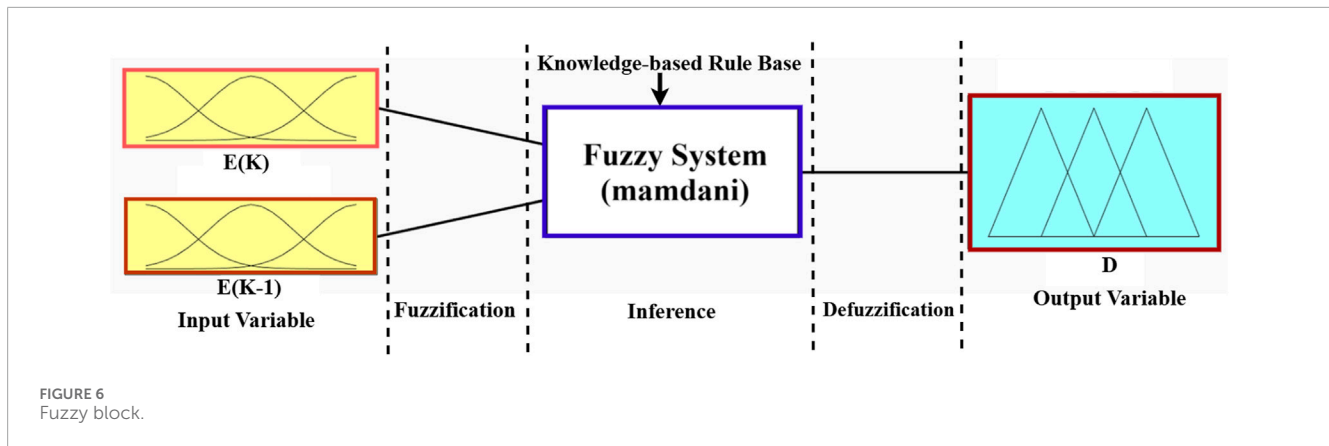 Knowledge-based Rule Base
E(K)
Fuzzy System
(mamdani)
E(K-1)
Input Variable
Fuzzification
Inference
Defuzzification
D
Output Variable
FIGURE 6
Fuzzy block.